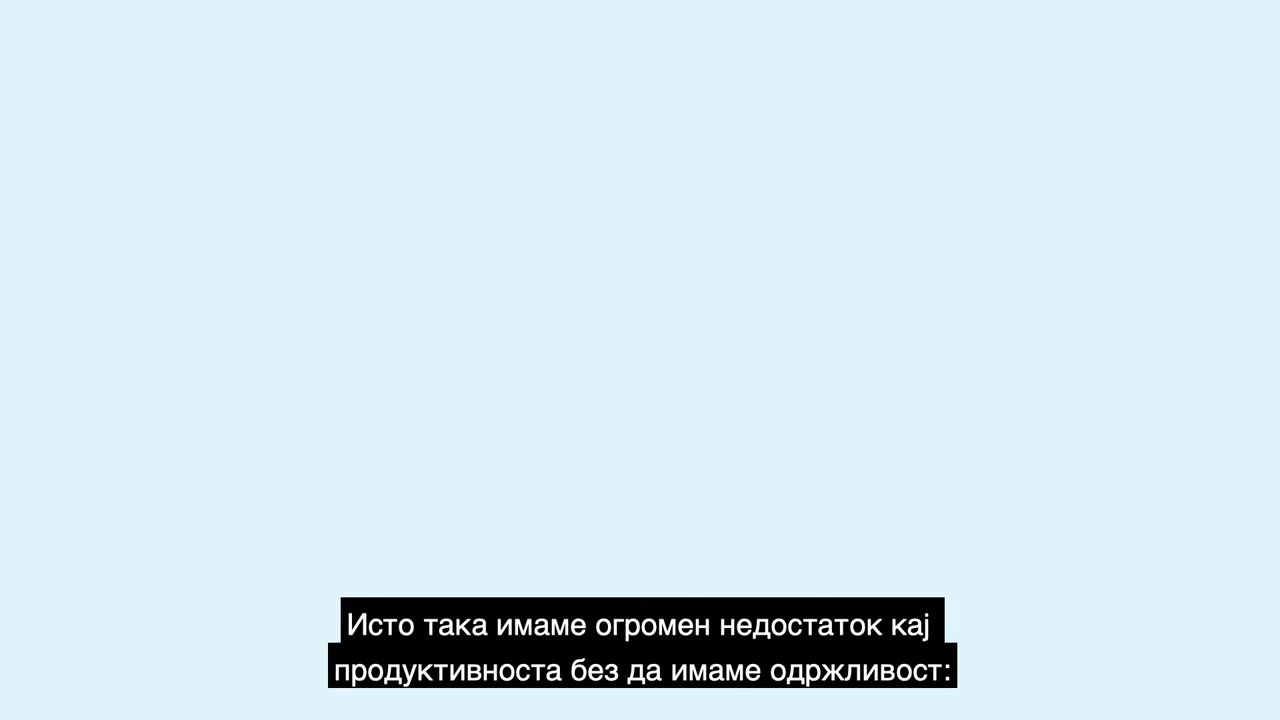 Исто така имаме огромен недостаток кај
продуктивноста без да имаме одржливост: